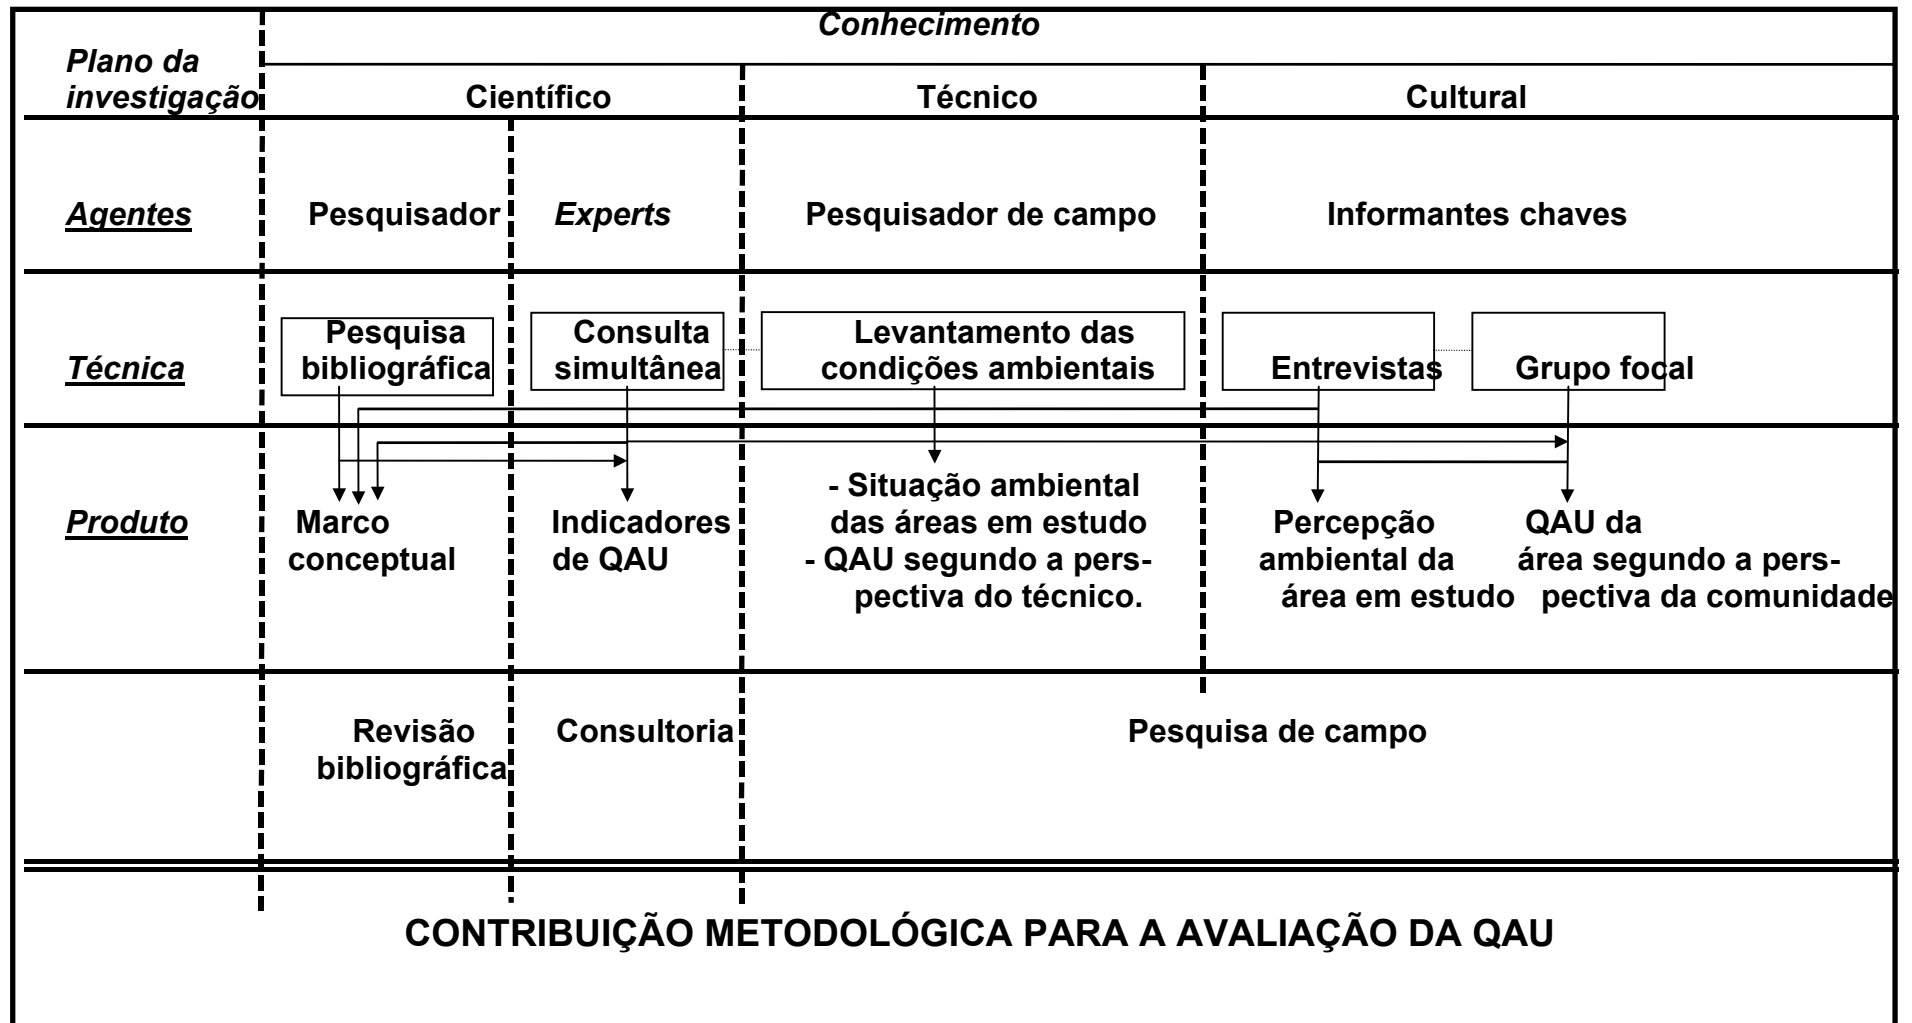 Conhecimento
Plano da
investigação
Científico Técnico Cultural
Agentes Pesquisador Experts Pesquisador de campo Informantes chaves
Técnica
Pesquisa
bibliográfica
Consulta
simultânea
Levantamento das
condições ambientais
Entrevistas
Grupo focal
Produto
Marco
conceptual
Indicadores
de QAU
- Situação ambiental
das áreas em estudo
- QAU segundo a pers-
pectiva do técnico.
Percepção
ambiental da
área em estudo
QAU da
área segundo a pers-
pectiva da comunidade
Revisão
bibliográfica
Consultoria
Pesquisa de campo
CONTRIBUIÇÃO METODOLÓGICA PARA A AVALIAÇÃO DA QAU